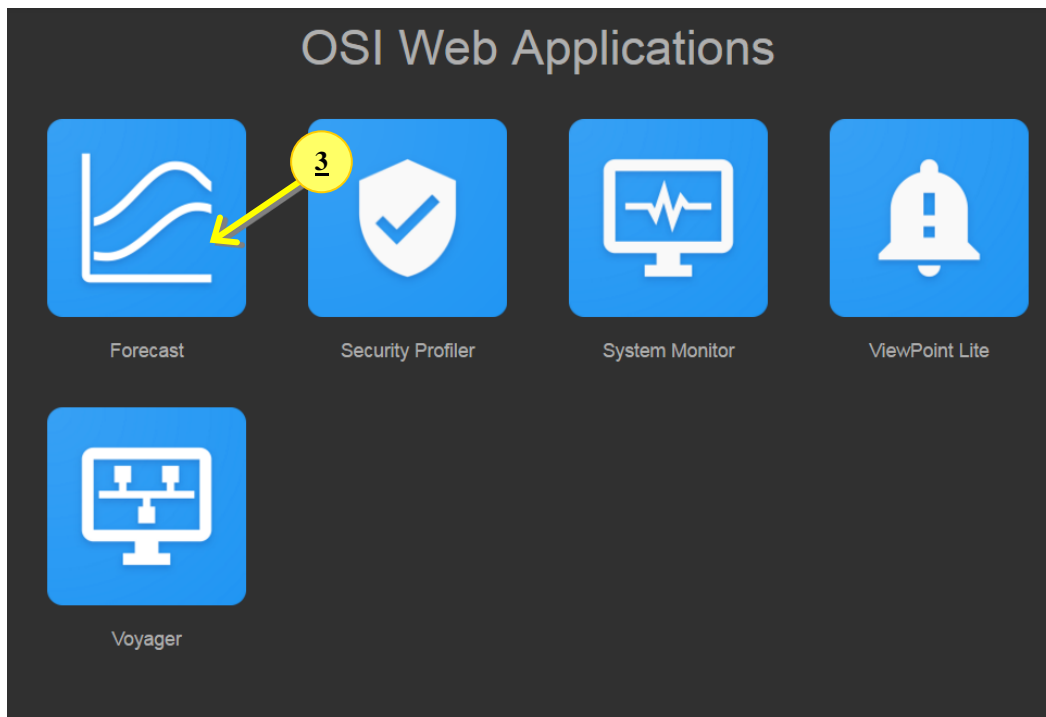 OSI Web Applications
3
Forecast
Security Profiler
System Monitor
ViewPoint Lite
Voyager